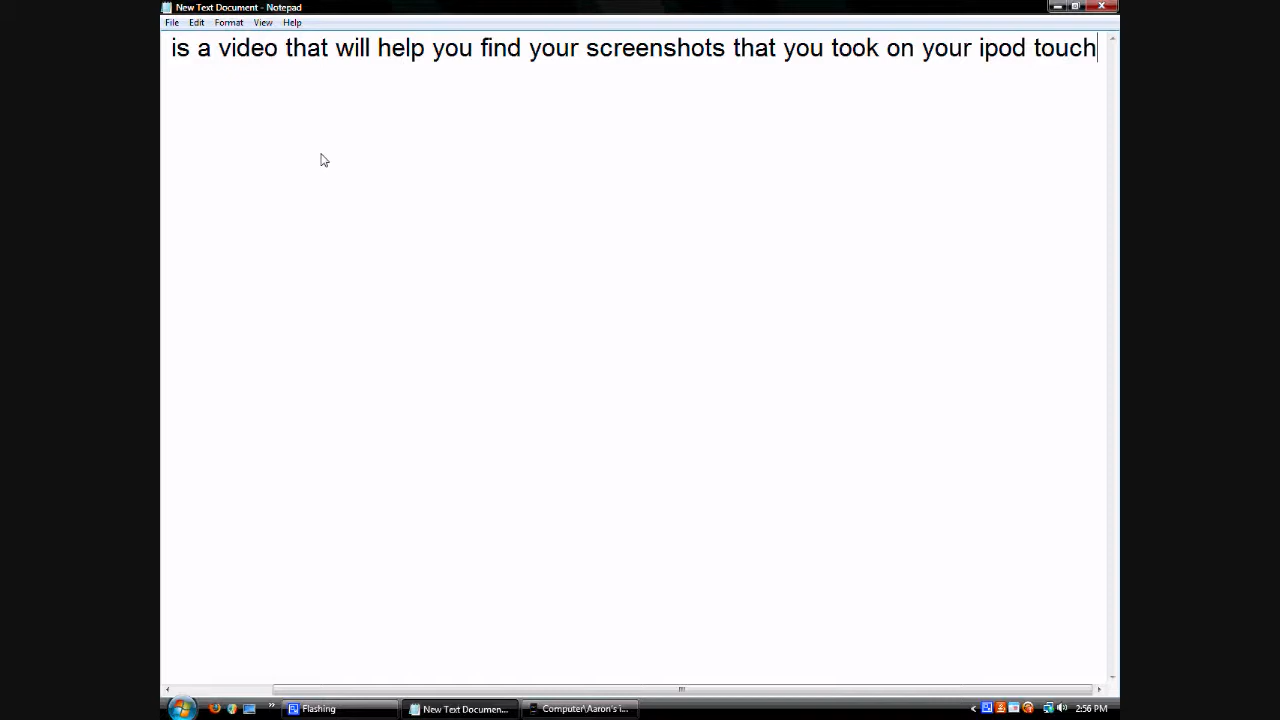 New Text Document - Notepad
File Edit Format View Help
is a video that will help you find your screenshots that you took on your ipod touch
Flashing
New Text Documen...
Computer\Aaron's i...
2:56 PM